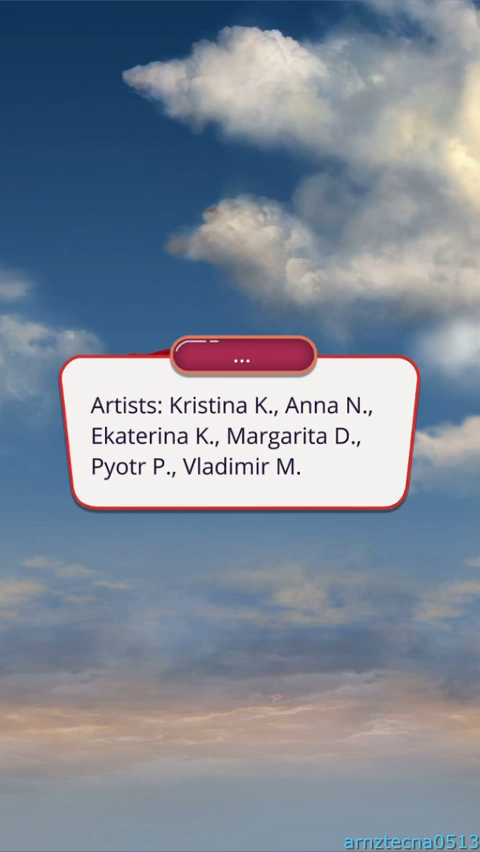 ...
Artists: Kristina K., Anna N.,
Ekaterina K., Margarita D.,
Pyotr P., Vladimir M.
arnztecna0513